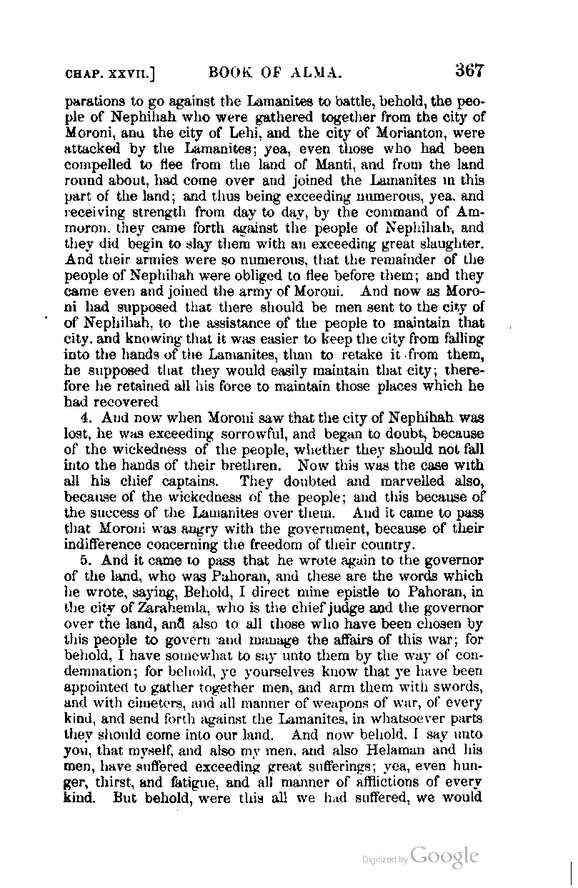 CHAP. XXVII.] BOOK OF ALMA. 367
parations to go against the Lamanites to battle, behold, the peo-
ple of Nephihah who were gathered together from the city of
Moroni, and the city of Lehi, and the city of Morianton, were
attacked by the Lamanites; yea, even those who had been
compelled to flee from the land of Manti, and from the land
round about, had come over and joined the Lamanites in this
part of the land; and thus being exceeding numerous, yea, and
receiving strength from day to day, by the command of Am-
moron, they came forth against the people of Nephihah, and
they did begin to slay them with an exceeding great slaughter.
And their armies were so numerous, that the remainder of the
people of Nephihah were obliged to flee before them; and they
came even and joined the army of Moroni. And now as Moro-
ni had supposed that there should be men sent to the city of
of Nephihah, to the assistance of the people to maintain that
city, and knowing that it was easier to keep the city from falling
into the hands of the Lamanites, than to retake it from them,
he supposed that they would easily maintain that city; there-
fore he retained all his force to maintain those places which he
had recovered
4. And now when Moroni saw that the city of Nephihah was
lost, he was exceeding sorrowful, and began to doubt, because
of the wickedness of the people, whether they should not fall
into the hands of their brethren. Now this was the case with
all his chief captains. They doubted and marvelled also,
because of the wickedness of the people; and this because of
the success of the Lamanites over them. And it came to pass
that Moroni was angry with the government, because of their
indifference concerning the freedom of their country.
5. And it came to pass that he wrote again to the governor
of the land, who was Pahoran, and these are the words which
he wrote, saying, Behold, I direct mine epistle to Pahoran, in
the city of Zarahemla, who is the chief judge and the governor
over the land, and also to all those who have been chosen by
this people to govern and manage the affairs of this war; for
behold, I have somewhat to say unto them by the way of con-
demnation; for behold, ye yourselves know that ye have been
appointed to gather together men, and arm them with swords,
and with cimeters, and all manner of weapons of war, of every
kind, and send forth against the Lamanites, in whatsoever parts
they should come into our land. And now behold, I say unto
you, that myself, and also my men, and also Helaman and his
men, have suffered exceeding great sufferings; yea, even hun-
ger, thirst, and fatigue, and all manner of afflictions of every
kind. But behold, were this all we had suffered, we would
Digitized by Google